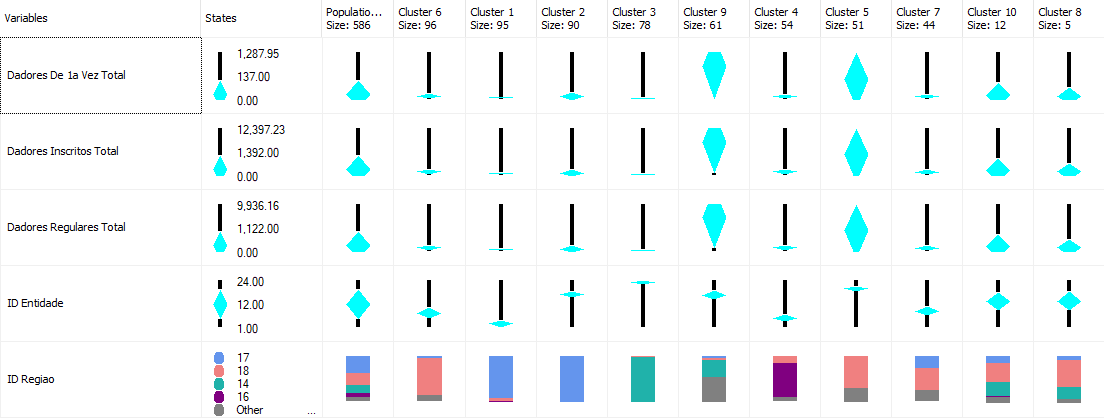 Variables States Populatio... Cluster 6 Cluster 1 Cluster 2 Cluster 3 Cluster 9 Cluster 4 Cluster 5 Cluster 7 Cluster 10 Cluster 8
Size: 586 Size: 96 Size: 95 Size: 90 Size: 78 Size: 61 Size: 54 Size: 51 Size: 44 Size: 12 Size: 5
Dadores De 1a Vez Total
1,287.95
137.00
0.00
Dadores Inscritos Total
12,397.23
1,392.00
0.00
Dadores Regulares Total
9,936.16
1,122.00
0.00
ID Entidade
24.00
12.00
1.00
ID Regiao
17
18
14
16
Other ...